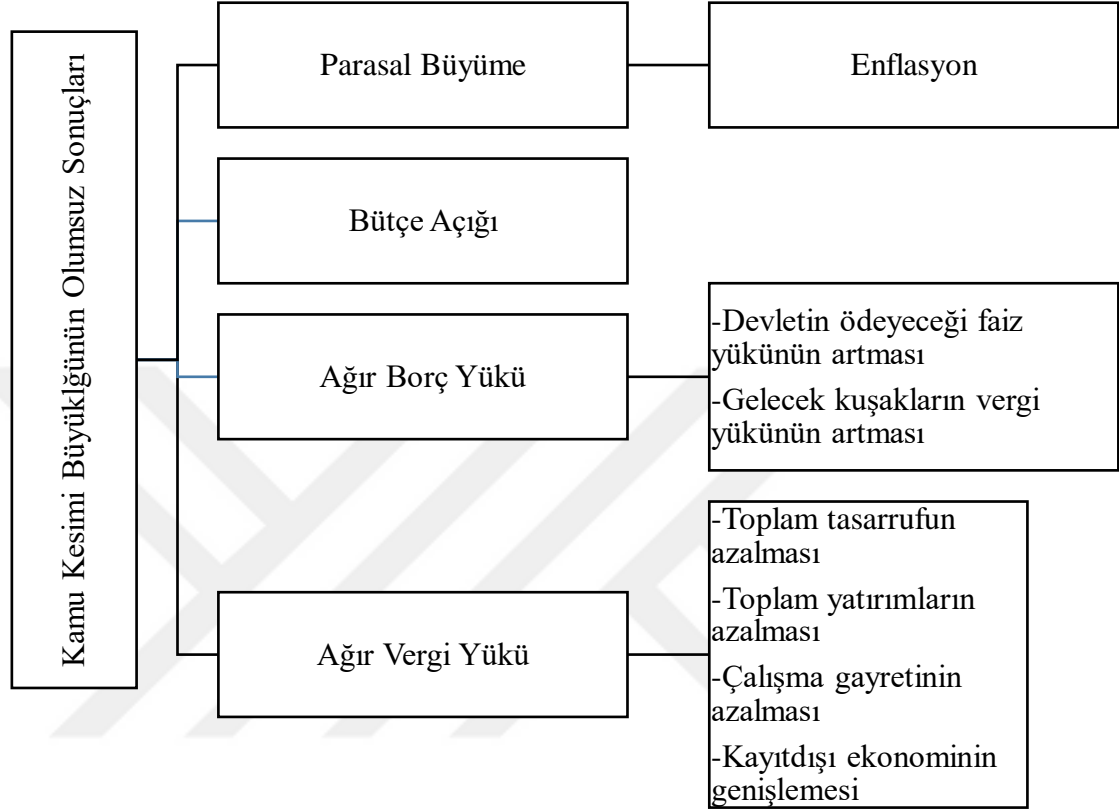 Kamu Kesimi Büyüklğünün Olumsuz Sonuçları
Parasal Büyüme
Enflasyon
Bütçe Açığı
Ağır Borç Yükü
-Devletin ödeyeceği faiz
yükünün artması
-Gelecek kuşakların vergi
yükünün artması
Ağır Vergi Yükü
-Toplam tasarrufun
azalması
-Toplam yatırımların
azalması
-Çalışma gayretinin
azalması
-Kayıtdışı ekonominin
genişlemesi